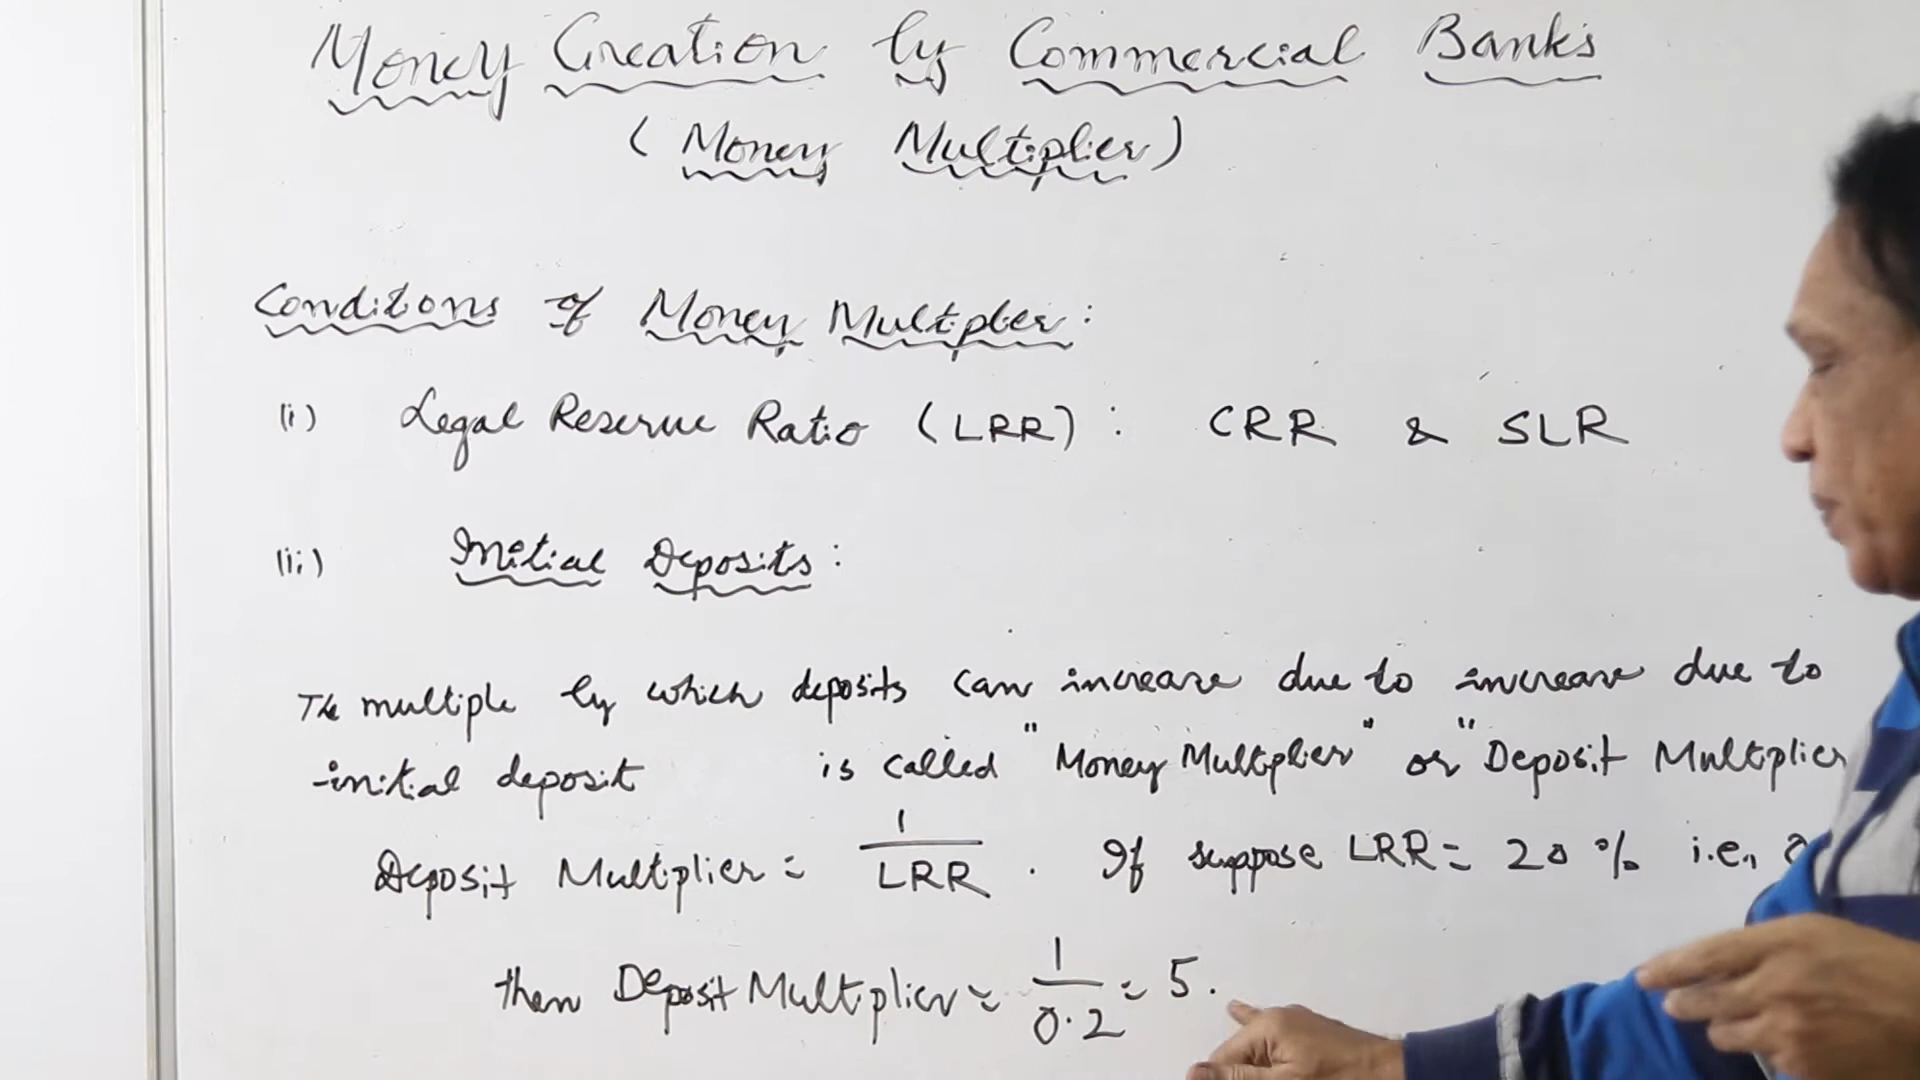 Money Creation by Commercial Banks
(Money Multiplier)
Conditions of Money Multiplier:
(i) Legal Reserve Ratio (LRR): CRR & SLR
(ii) Initial Deposits:
The multiple by which deposits can increase due to increase due to
initial deposit is called "Money Multiplier" or "Deposit Multiplier
Deposit Multiplier = 1/LRR. If suppose LRR = 20 % i.e.,
then Deposit Multiplier = 1/0.2 = 5.